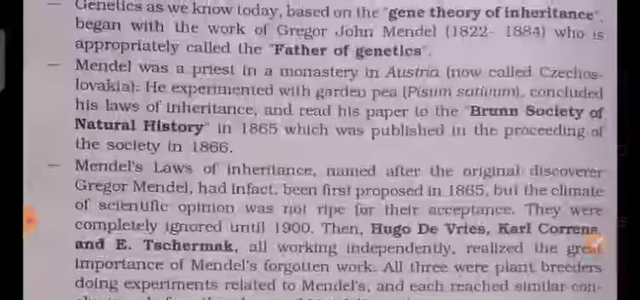 — Genetics as we know today, based on the "gene theory of inheritance",
began with the work of Gregor John Mendel (1822- 1884) who is
appropriately called the "Father of genetics".
— Mendel was a priest in a monastery in Austria (now called Czechos-
lovakia). He experimented with garden pea (Pisum sativum), concluded
his laws of inheritance, and read his paper to the "Brunn Society of
Natural History" in 1865 which was published in the proceeding of
the society in 1866.
— Mendel's Laws of inheritance, named after the original discoverer
Gregor Mendel, had infact, been first proposed in 1865, but the climate
of scientific opinion was not ripe for their acceptance. They were
completely ignored until 1900. Then, Hugo De Vries, Karl Correns,
and E. Tschermak, all working independently, realized the great
importance of Mendel's forgotten work. All three were plant breeders
doing experiments related to Mendel's, and each reached similar con-